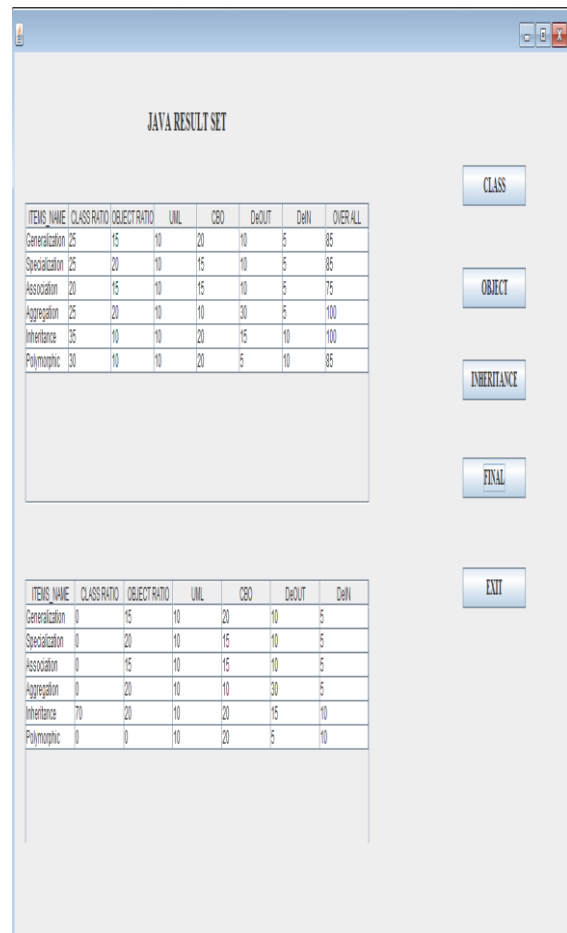 JAVA RESULT SET
CLASS
ITEMS_NAME CLASS RATIO OBJECT RATIO UML CBO DeOUT DeIN OVER ALL
Generalization 25 15 10 20 10 5 85
Specialization 25 20 10 15 10 5 85
Association 20 15 10 15 10 5 75
Aggregation 25 20 10 10 30 5 100
Inheritance 35 10 10 20 15 10 100
Polymorphic 30 10 10 20 5 10 85
OBJECT
INHERITANCE
FINAL
EXIT
ITEMS_NAME CLASS RATIO OBJECT RATIO UML CBO DeOUT DeIN
Generalization 0 15 10 20 10 5
Specialization 0 20 10 15 10 5
Association 0 15 10 15 10 5
Aggregation 0 20 10 10 30 5
Inheritance 70 20 10 20 15 10
Polymorphic 0 0 10 20 5 10